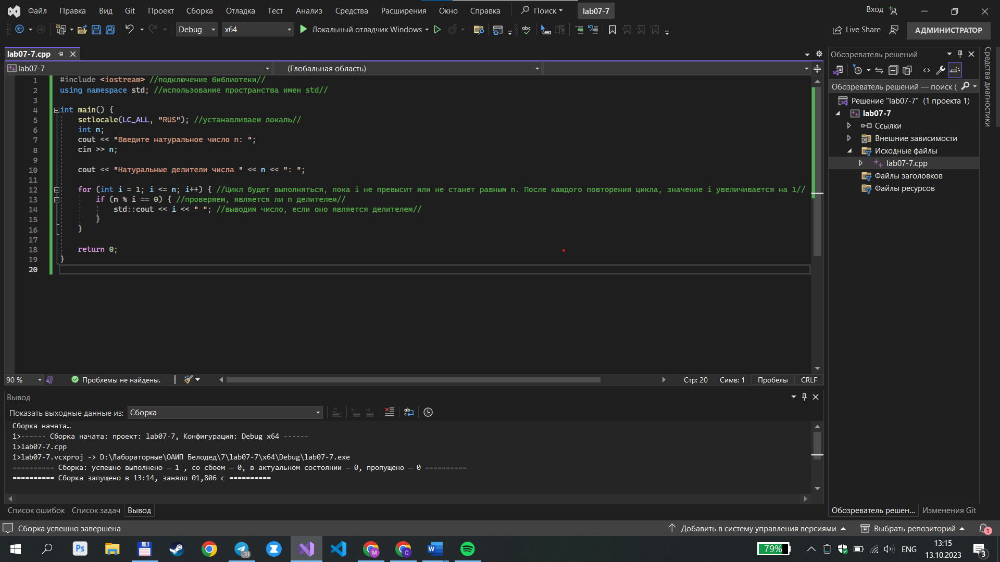 Файл Правка Вид Git Проект Сборка Отладка Тест Анализ Средства Расширения Окно Справка Поиск lab07-7 Вход
Debug x64 Локальный отладчик Windows Live Share АДМИНИСТРАТОР
lab07-7.cpp
lab07-7 (Глобальная область)
1 #include <iostream> //подключение библиотеки//
2 using namespace std; //использование пространства имен std//
3
4 int main() {
5 setlocale(LC_ALL, "RUS"); //устанавливаем локаль//
6 int n;
7 cout << "Введите натуральное число n: ";
8 cin >> n;
9
10 cout << "Натуральные делители числа " << n << ": ";
11
12 for (int i = 1; i <= n; i++) { //Цикл будет выполняться, пока i не превысит или не станет равным n. После каждого повторения цикла, значение i увеличивается на 1//
13 if (n % i == 0) { //проверяем, является ли n делителем//
14 std::cout << i << " "; //выводим число, если оно является делителем//
15 }
16 }
17
18 return 0;
19 }
20
90 % Проблемы не найдены. Стр: 20 Симв: 1 Пробелы CRLF
Вывод
Показать выходные данные из: Сборка
Сборка начата…
1>------ Сборка начата: проект: lab07-7, Конфигурация: Debug x64 ------
1>lab07-7.cpp
1>lab07-7.vcxproj -> D:\Лабораторные\ОАИП Белодед\7\lab07-7\x64\Debug\lab07-7.exe
========== Сборка: успешно выполнено — 1 , со сбоем — 0, в актуальном состоянии — 0, пропущено — 0 ==========
========== Сборка запущено в 13:14, заняло 01,806 с ==========
Список ошибок Список задач Вывод
Обозреватель решений
Обозреватель решений — поиск (
Решение "lab07-7" (1 проекта 1)
lab07-7
Ссылки
Внешние зависимости
Исходные файлы
lab07-7.cpp
Файлы заголовков
Файлы ресурсов
Обозреватель решен... Изменения Git
Средства диагностики
Сборка успешно завершена Добавить в систему управления версиями Выбрать репозиторий 1
Ps 31 M C W 79% ENG 13:15
13.10.2023 3